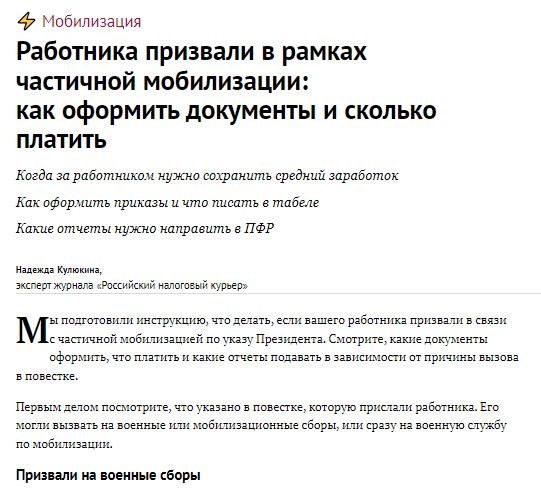 Мобилизация
Работника призвали в рамках
частичной мобилизации:
как оформить документы и сколько
платить
Когда за работником нужно сохранить средний заработок
Как оформить приказы и что писать в табеле
Какие отчеты нужно направить в ПФР
Надежда Кулюкина,
эксперт журнала «Российский налоговый курьер»
Мы подготовили инструкцию, что делать, если вашего работника призвали в связи
с частичной мобилизацией по указу Президента. Смотрите, какие документы
оформить, что платить и какие отчеты подавать в зависимости от причины вызова
в повестке.
Первым делом посмотрите, что указано в повестке, которую прислали работника. Его
могли вызвать на военные или мобилизационные сборы, или сразу на военную службу
по мобилизации.
Призвали на военные сборы